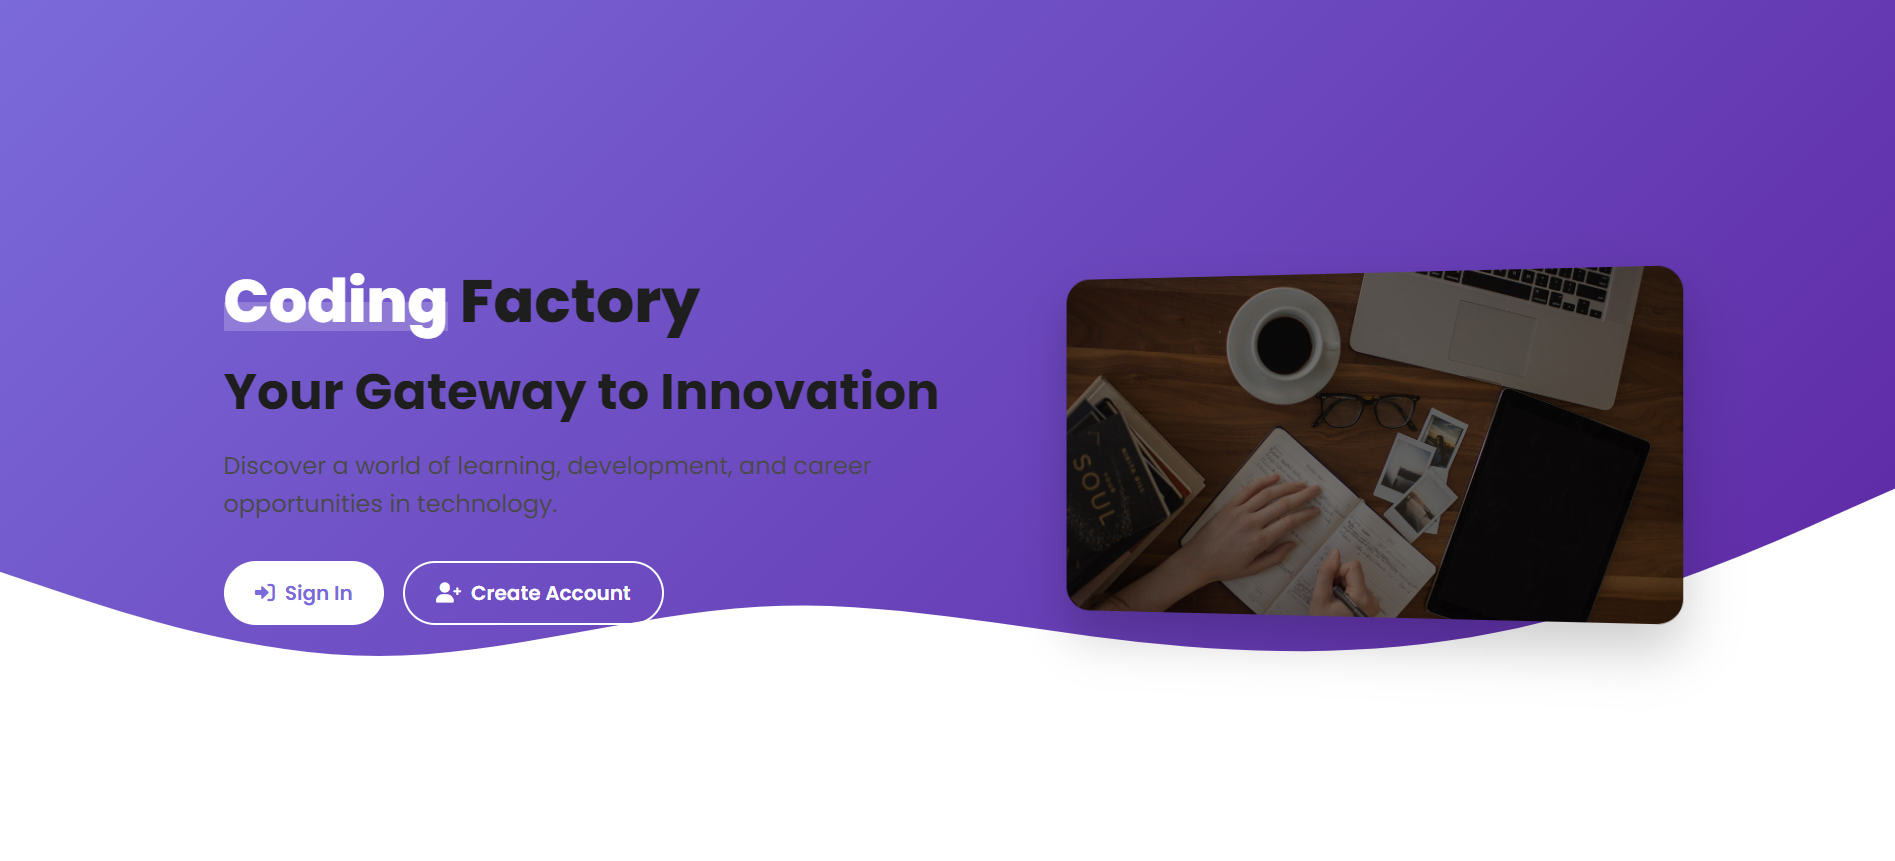 Coding Factory
Your Gateway to Innovation
Discover a world of learning, development, and career
opportunities in technology.
Sign In
Create Account
SOUL